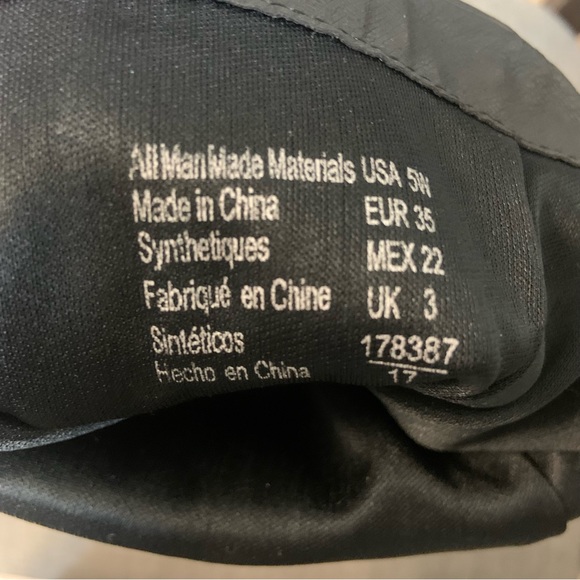 All Man Made Materials USA 5W
Made in China EUR 35
Synthetiques MEX 22
Fabriqué en Chine UK 3
Sintéticos 178387
Hecho en China 17